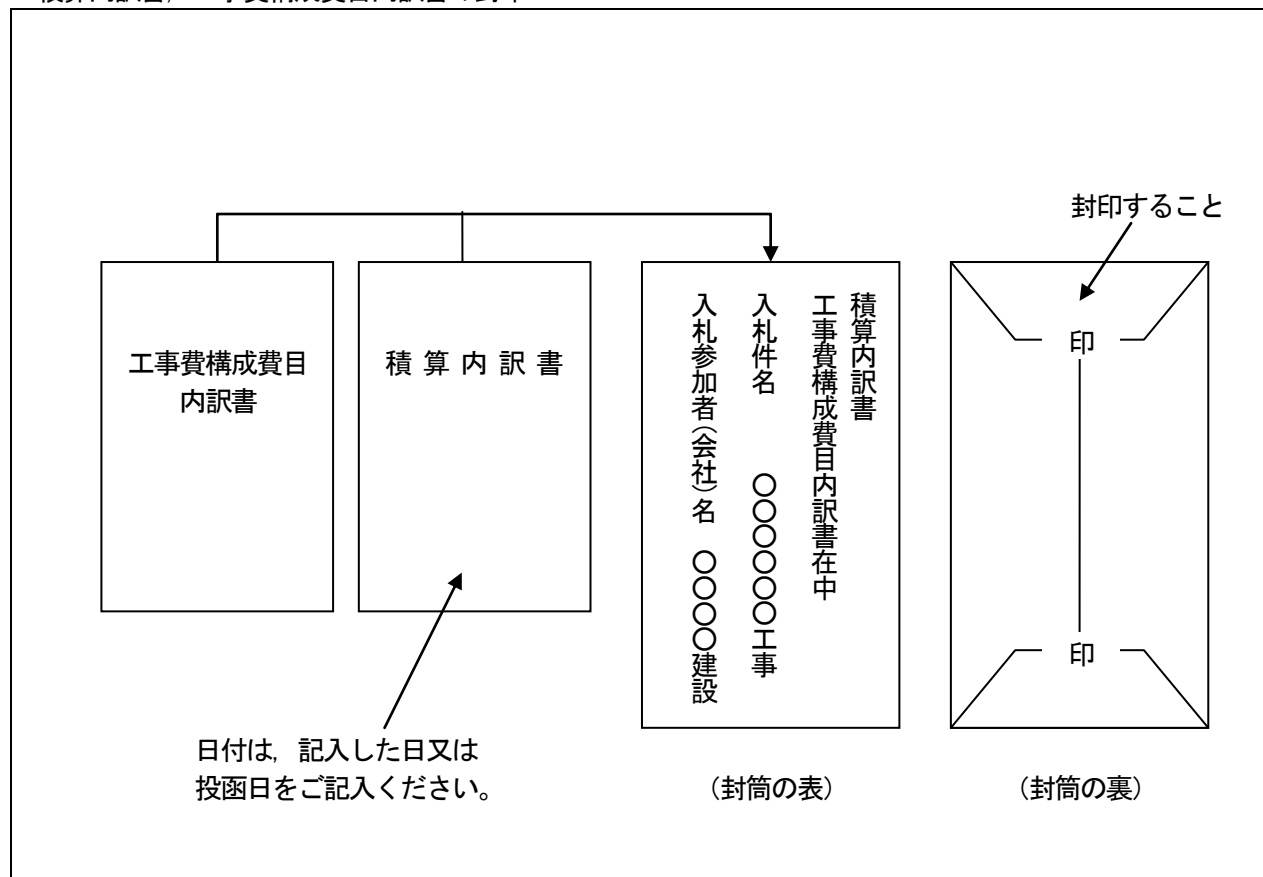 封印すること
工事費構成費目
内訳書
積算内訳書
積算内訳書
工事費構成費目内訳書在中
入札件名 〇〇〇〇〇〇工事
入札参加者(会社)名 〇〇〇〇建設
印
印
日付は，記入した日又は
投函日をご記入ください。
(封筒の表)
(封筒の裏)